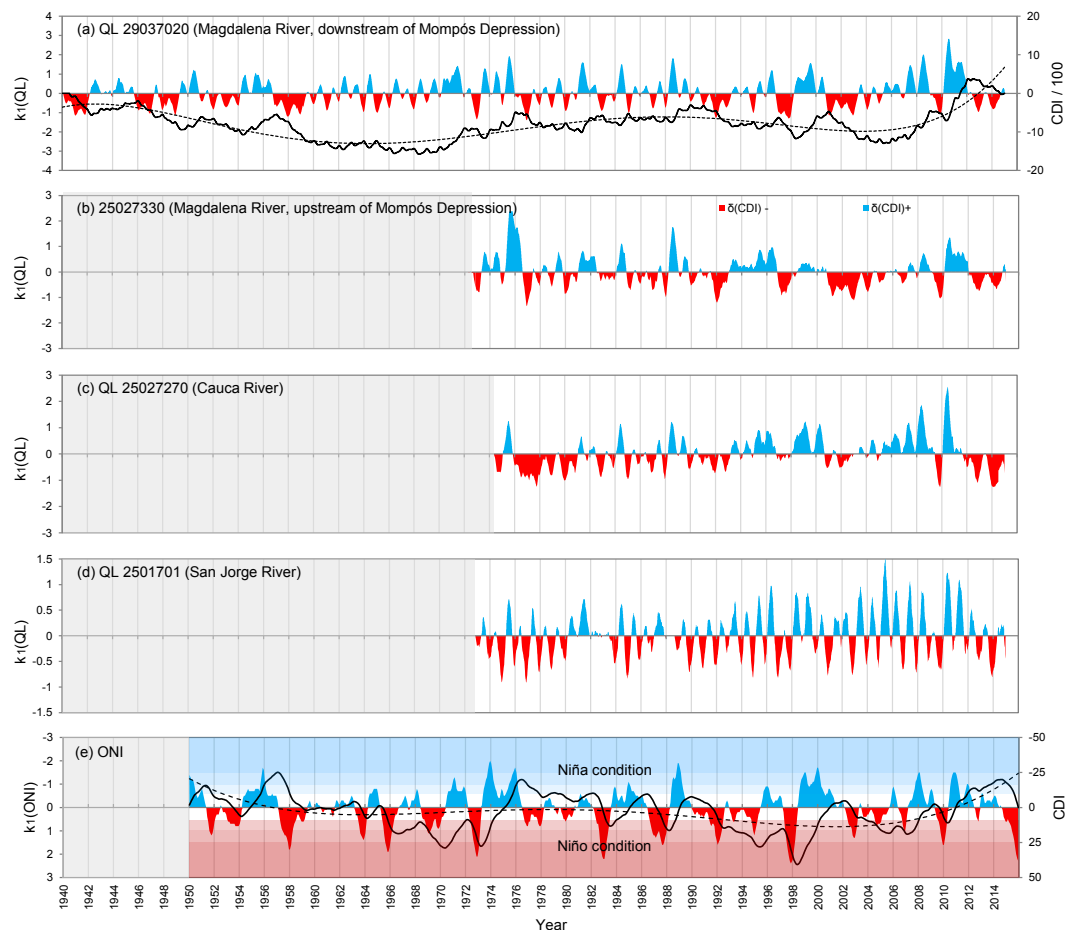 (a) QL 29037020 (Magdalena River, downstream of Mompós Depression)
k₁(QL)
4
3
2
1
0
-1
-2
-3
-4
20
10
0
-10
-20
CDI / 100
(b) 25027330 (Magdalena River, upstream of Mompós Depression)
δ(CDI) -
δ(CDI)+
k₁(QL)
3
2
1
0
-1
-2
-3
(c) QL 25027270 (Cauca River)
k₁(QL)
3
2
1
0
-1
-2
-3
(d) QL 2501701 (San Jorge River)
k₁(QL)
1.5
1
0.5
0
-0.5
-1
-1.5
(e) ONI
k₁(ONI)
-3
-2
-1
0
1
2
3
Niña condition
Niño condition
-50
-25
0
25
50
CDI
1940 1942 1944 1946 1948 1950 1952 1954 1956 1958 1960 1962 1964 1966 1968 1970 1972 1974 1976 1978 1980 1982 1984 1986 1988 1990 1992 1994 1996 1998 2000 2002 2004 2006 2008 2010 2012 2014
Year